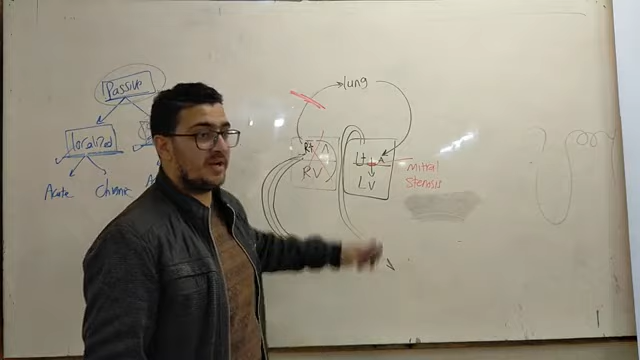 Passive
Localized
Acute
Chronic
A
lung
Rt A
RV
Lt A
LV
mitral
Stenosis